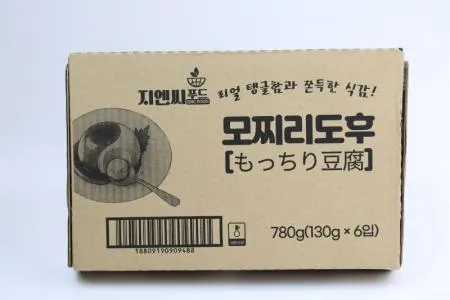 지엔씨푸드
GNC FOOD
리얼 탱글함과 쫀득한 식감!
모찌리도후
[もっちり豆腐]
18809190909488
780g(130g × 6입)